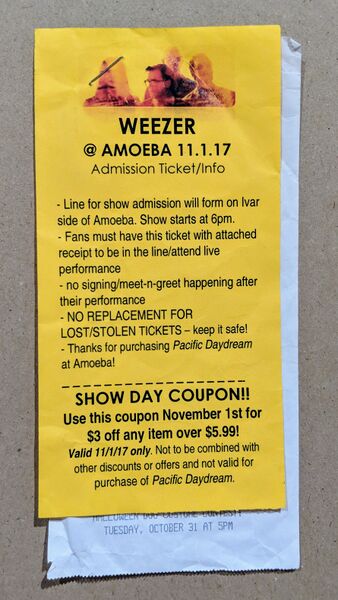 WEEZER
@ AMOEBA 11.1.17
Admission Ticket/Info
- Line for show admission will form on Ivar
side of Amoeba. Show starts at 6pm.
- Fans must have this ticket with attached
receipt to be in the line/attend live
performance
- no signing/meet-n-greet happening after
their performance
- NO REPLACEMENT FOR
LOST/STOLEN TICKETS – keep it safe!
- Thanks for purchasing Pacific Daydream
at Amoeba!
SHOW DAY COUPON!!
Use this coupon November 1st for
$3 off any item over $5.99!
Valid 11/1/17 only. Not to be combined with
other discounts or offers and not valid for
purchase of Pacific Daydream.
HALLOWEEN DOG COSTUME CONTEST!
TUESDAY, OCTOBER 31 AT 5PM